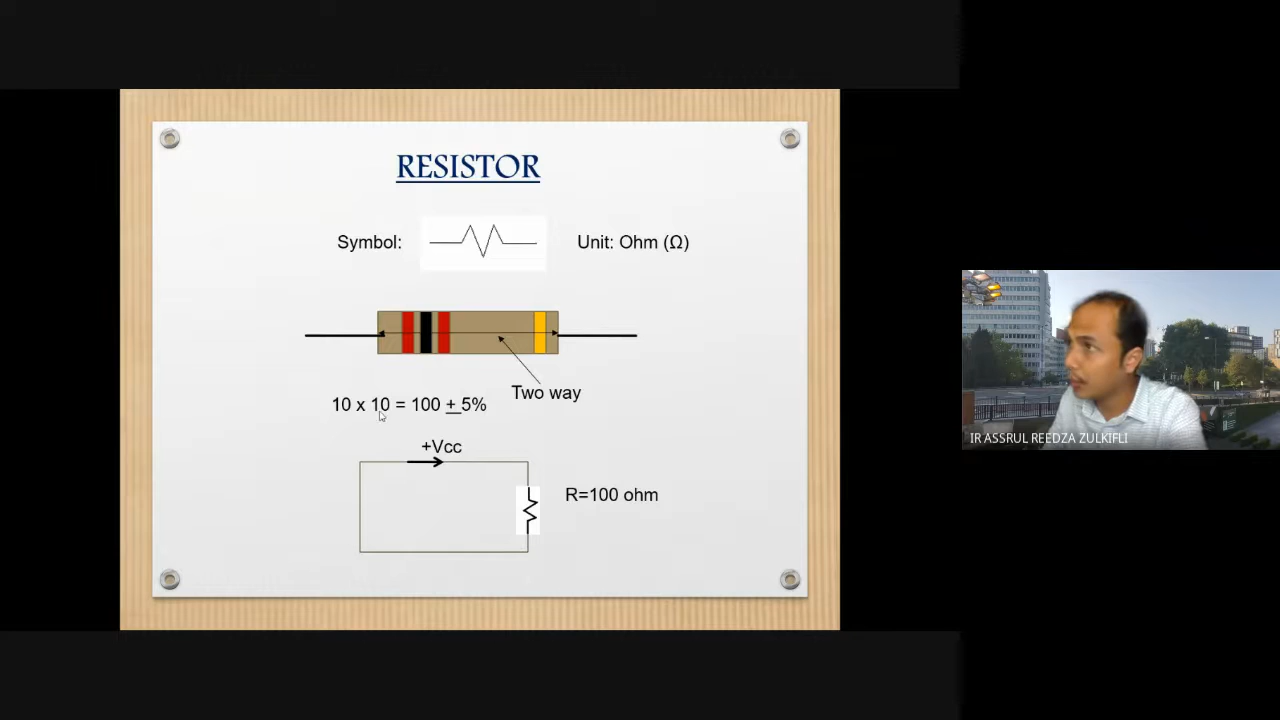 RESISTOR
Symbol:
Unit: Ohm (Ω)
Two way
10 x 10 = 100 + 5%
+Vcc
R=100 ohm
IR ASSRUL REEDZA ZULKIFLI